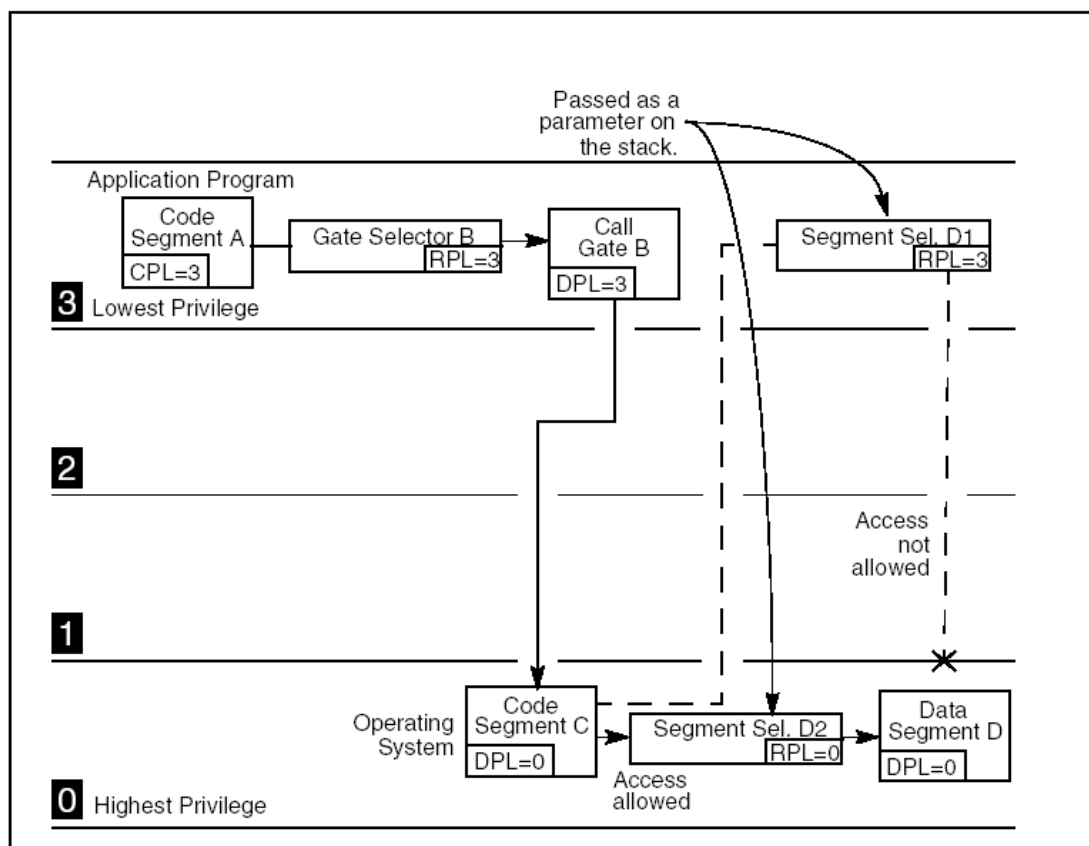 Passed as a
parameter on
the stack.
Application Program
Code
Segment A
CPL=3
Gate Selector B
RPL=3
Call
Gate B
DPL=3
Segment Sel. D1
RPL=3
3 Lowest Privilege
2
Access
not
allowed
1
Operating
System
Code
Segment C
DPL=0
Segment Sel. D2
RPL=0
Access
allowed
Data
Segment D
DPL=0
0 Highest Privilege